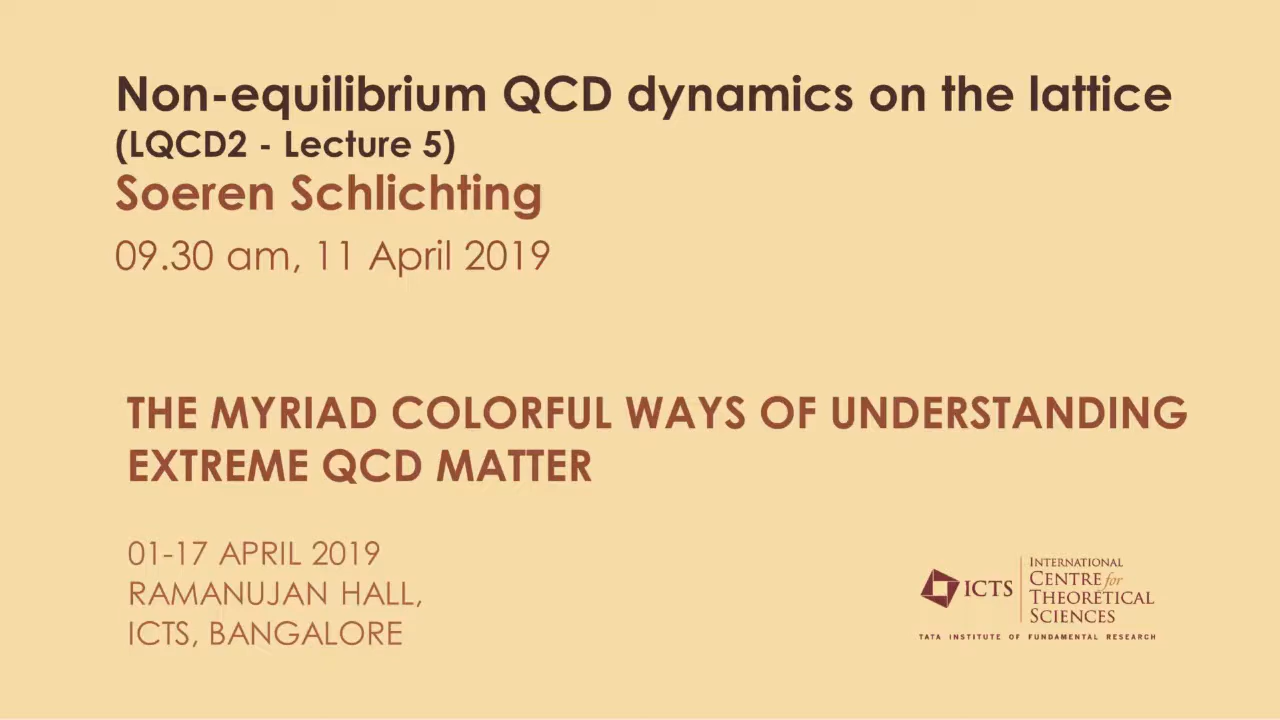 Non-equilibrium QCD dynamics on the lattice
(LQCD2 - Lecture 5)
Soeren Schlichting
09.30 am, 11 April 2019
THE MYRIAD COLORFUL WAYS OF UNDERSTANDING
EXTREME QCD MATTER
01-17 APRIL 2019
RAMANUJAN HALL,
ICTS, BANGALORE
ICTS
INTERNATIONAL
CENTRE for
THEORETICAL
SCIENCES
TATA INSTITUTE OF FUNDAMENTAL RESEARCH